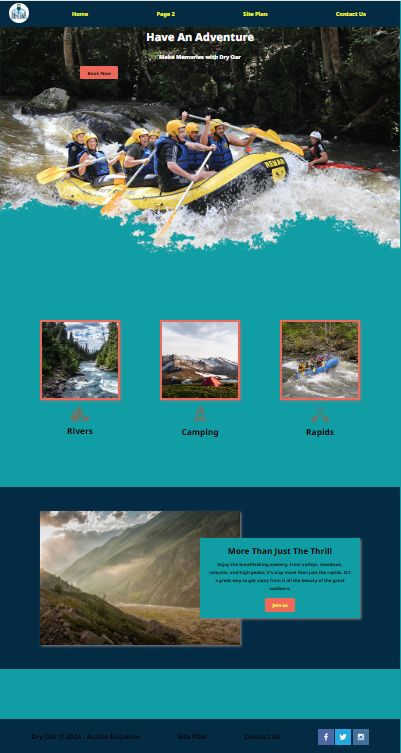 Home Page 2 Site Plan Contact Us
Have An Adventure
Make Memories with Dry Oar
Book Now
Rivers Camping Rapids
More Than Just The Thrill
Enjoy the breathtaking scenery. From valleys, meadows,
canyons, and high peaks; it's way more than just the rapids. It's
a great way to get away from it all the beauty of the great
outdoors.
Join us
Dry Oar © 2024 - Austin Ezquinta Site Plan Contact Us